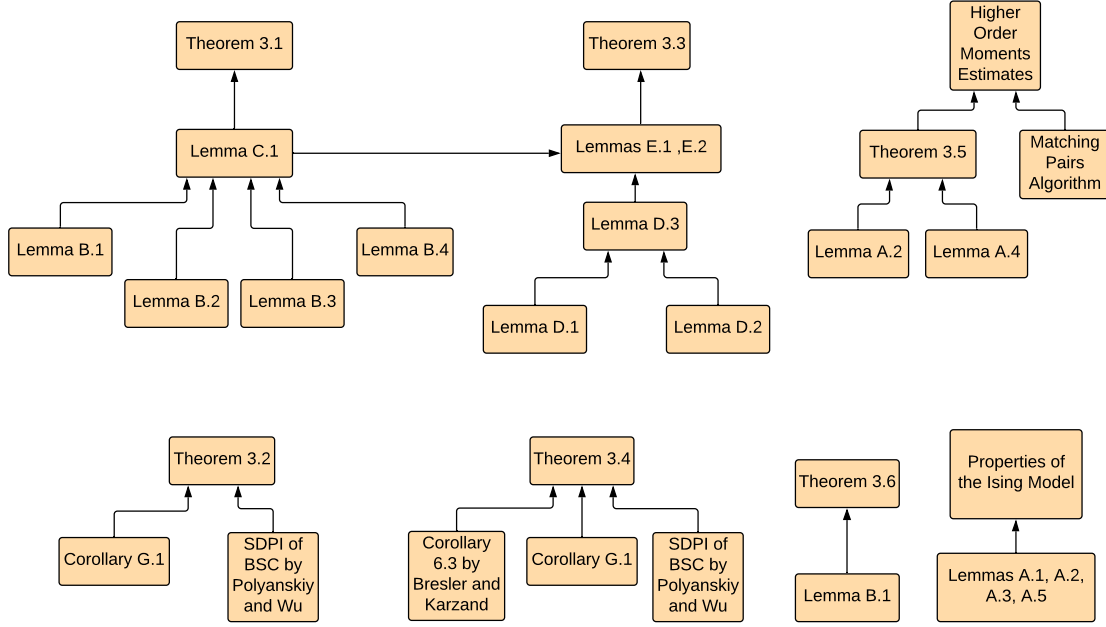 Theorem 3.1
Theorem 3.3
Higher
Order
Moments
Estimates
Lemma C.1
Lemmas E.1 ,E.2
Theorem 3.5
Matching
Pairs
Algorithm
Lemma B.1
Lemma B.2
Lemma B.3
Lemma B.4
Lemma D.3
Lemma A.2
Lemma A.4
Lemma D.1
Lemma D.2
Theorem 3.2
Theorem 3.4
Theorem 3.6
Properties of
the Ising Model
Corollary G.1
SDPI of
BSC by
Polyanskiy
and Wu
Corollary
6.3 by
Bresler and
Karzand
Corollary G.1
SDPI of
BSC by
Polyanskiy
and Wu
Lemma B.1
Lemmas A.1, A.2,
A.3, A.5